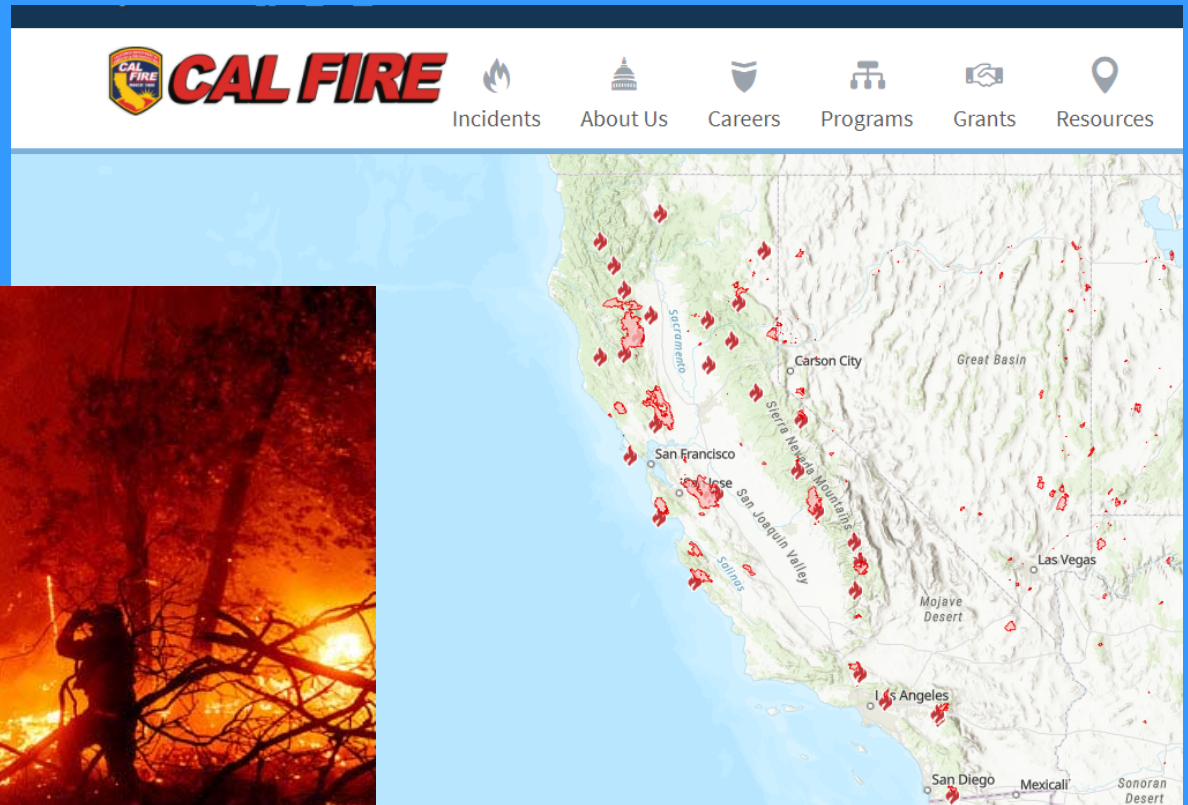 CAL FIRE
SINCE 1885
CAL FIRE
Incidents
About Us
Careers
Programs
Grants
Resources
Sacramento
Carson City
Great Basin
Sierra Nevada Mountains
San Francisco
San Jose
San Joaquin Valley
Salinas
Las Vegas
Mojave
Desert
Los Angeles
San Diego
Mexicali
Sonoran
Desert